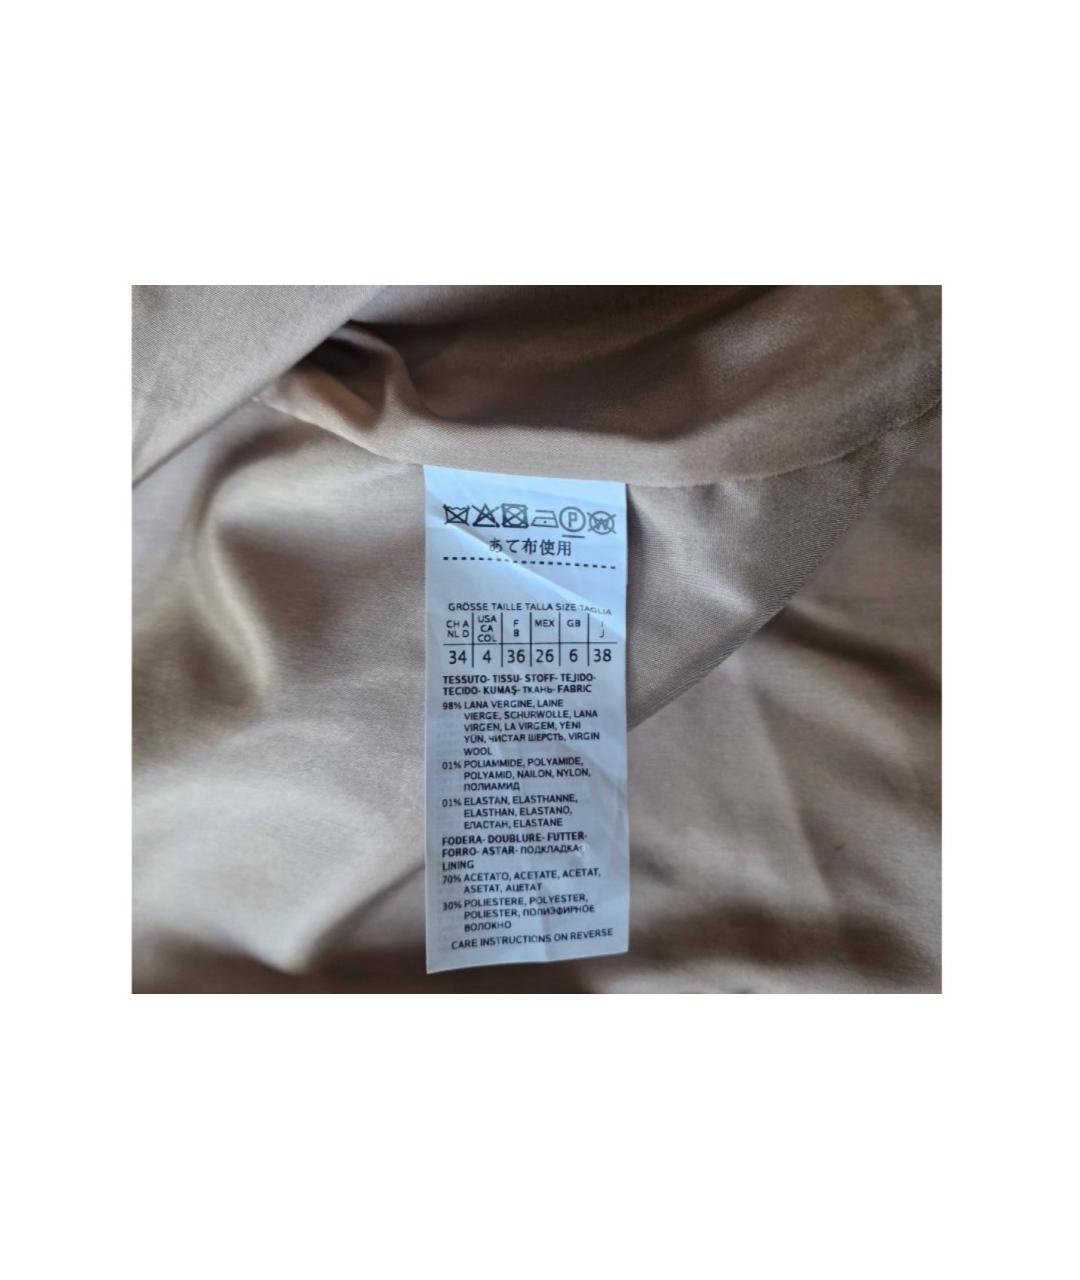 P W
あて布使用
GRÖSSE TAILLE TALLA SIZE TAGLIA
CH A NL D USA CA COL F B MEX GB I J
34 4 36 26 6 38
TESSUTO- TISSU- STOFF- TEJIDO-
TECIDO- KUMAŞ- ТКАНЬ- FABRIC
98% LANA VERGINE, LAINE
VIERGE, SCHURWOLLE, LANA
VIRGEN, LA VIRGEM, YENI
YÜN, ЧИСТАЯ ШЕРСТЬ, VIRGIN
WOOL
01% POLIAMMIDE, POLYAMIDE,
POLYAMID, NAILON, NYLON,
ПОЛИАМИД
01% ELASTAN, ELASTHANNE,
ELASTHAN, ELASTANO,
ЕЛАСТАН, ELASTANE
FODERA- DOUBLURE- FUTTER-
FORRO- ASTAR- ПОДКЛАДКА-
LINING
70% ACETATO, ACETATE, ACETAT,
ASETAT, АЦЕТАТ
30% POLIESTERE, POLYESTER,
POLIESTER, ПОЛИЭФИРНОЕ
ВОЛОКНО
CARE INSTRUCTIONS ON REVERSE